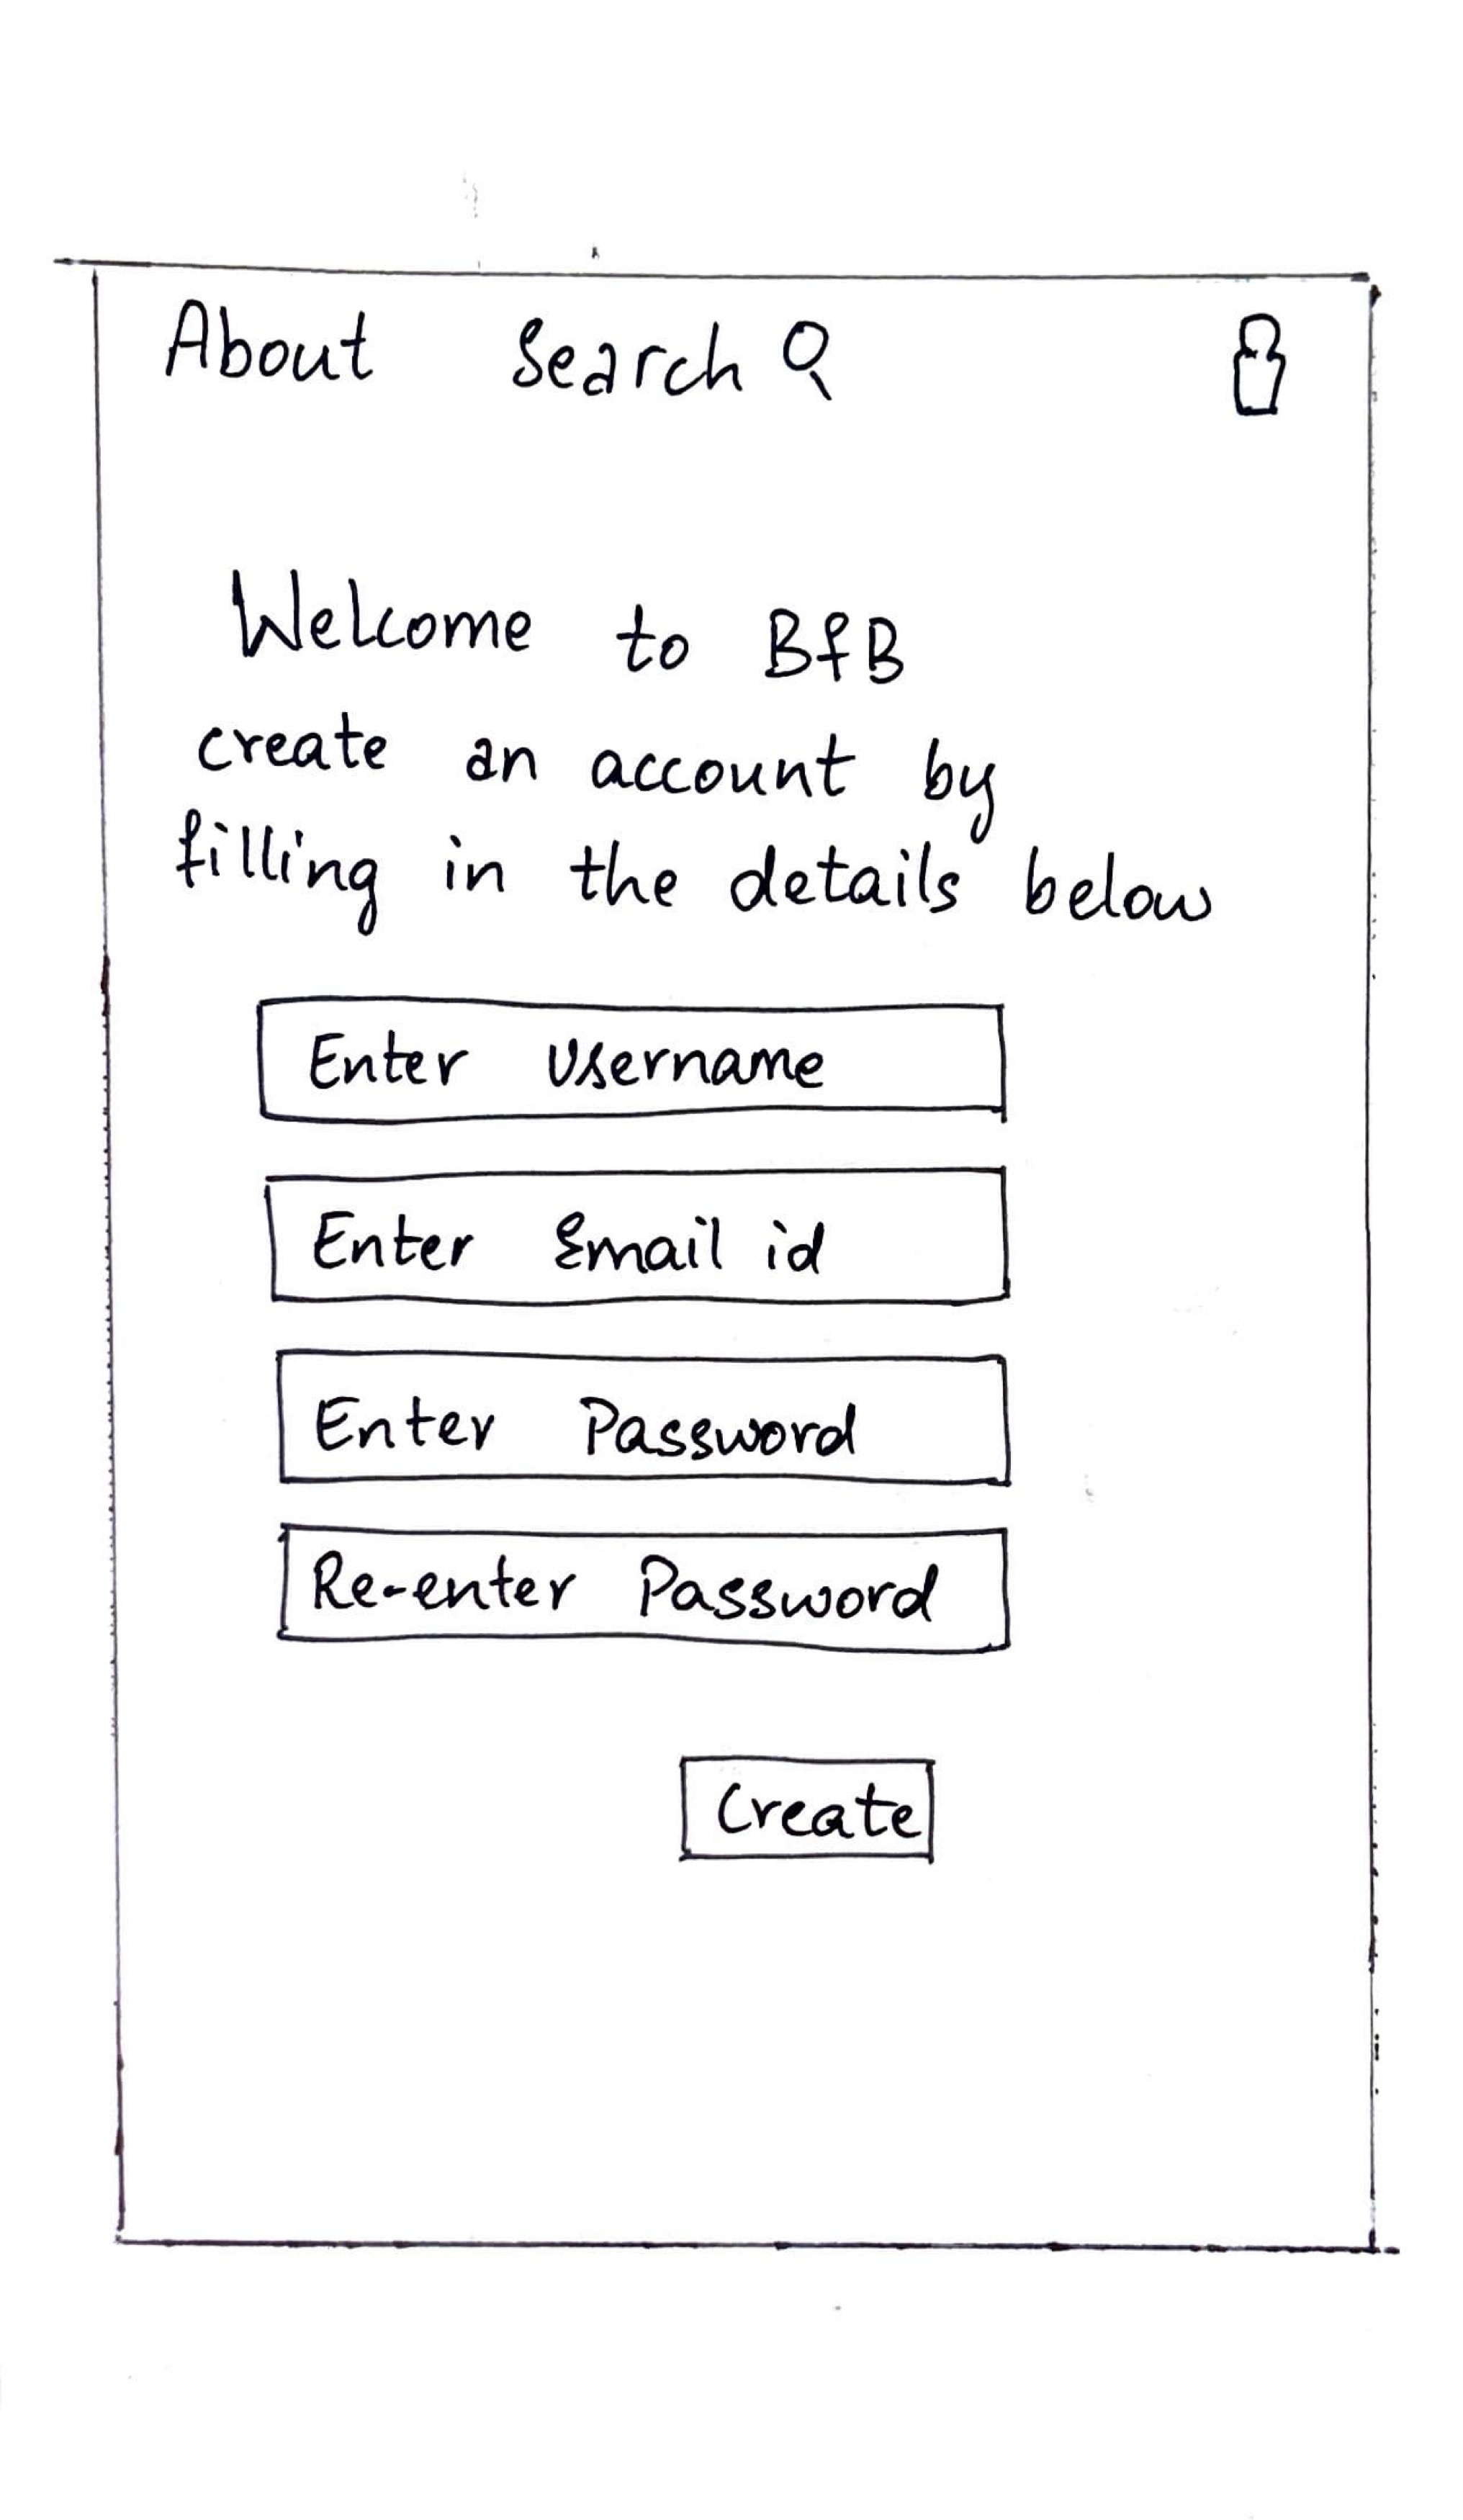 About Search
Welcome to BfB
create an account by
filling in the details below
Enter Username
Enter Email id
Enter Password
Re-enter Password
Create